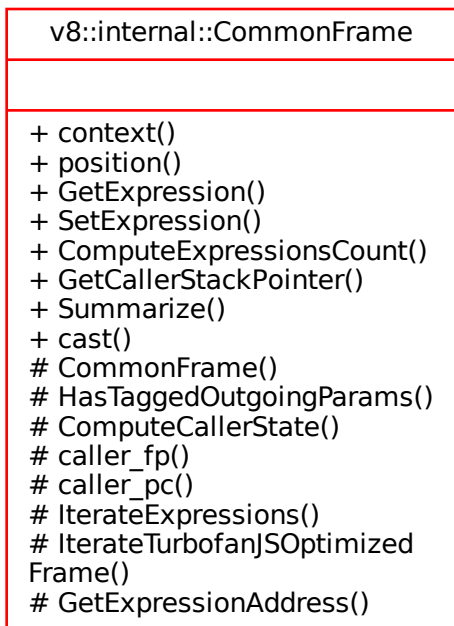 v8::internal::CommonFrame
+ context()
+ position()
+ GetExpression()
+ SetExpression()
+ ComputeExpressionsCount()
+ GetCallerStackPointer()
+ Summarize()
+ cast()
# CommonFrame()
# HasTaggedOutgoingParams()
# ComputeCallerState()
# caller_fp()
# caller_pc()
# IterateExpressions()
# IterateTurbofanJSOptimized
Frame()
# GetExpressionAddress()